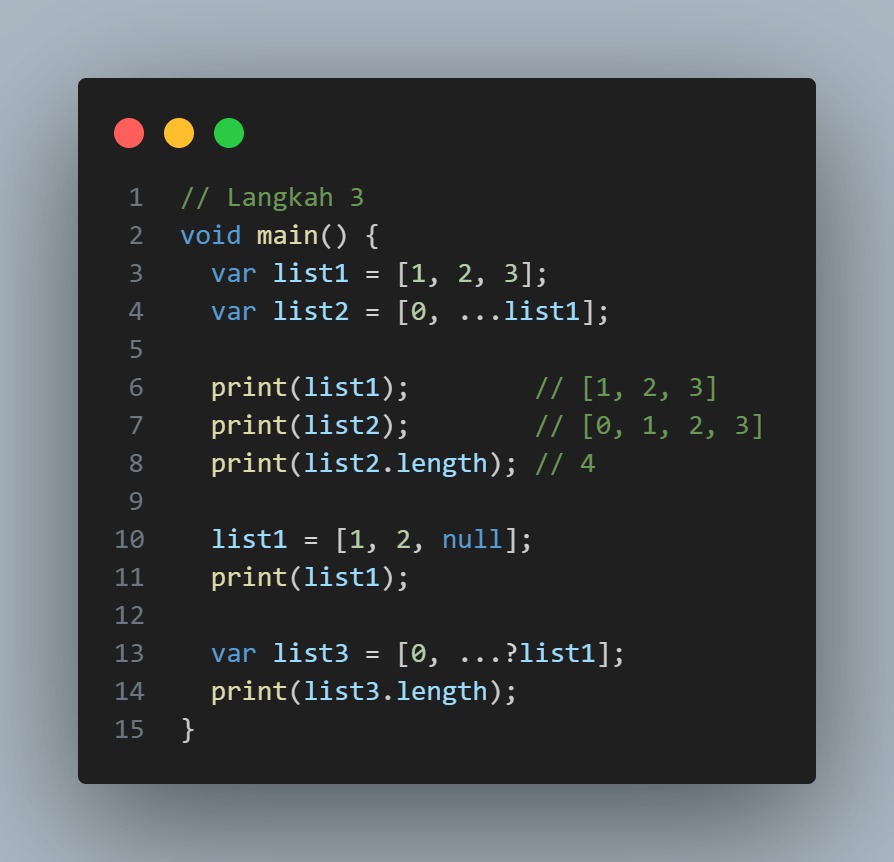 1 // Langkah 3
2 void main() {
3   var list1 = [1, 2, 3];
4   var list2 = [0, ...list1];
5
6   print(list1);        // [1, 2, 3]
7   print(list2);        // [0, 1, 2, 3]
8   print(list2.length); // 4
9
10   list1 = [1, 2, null];
11   print(list1);
12
13   var list3 = [0, ...?list1];
14   print(list3.length);
15 }